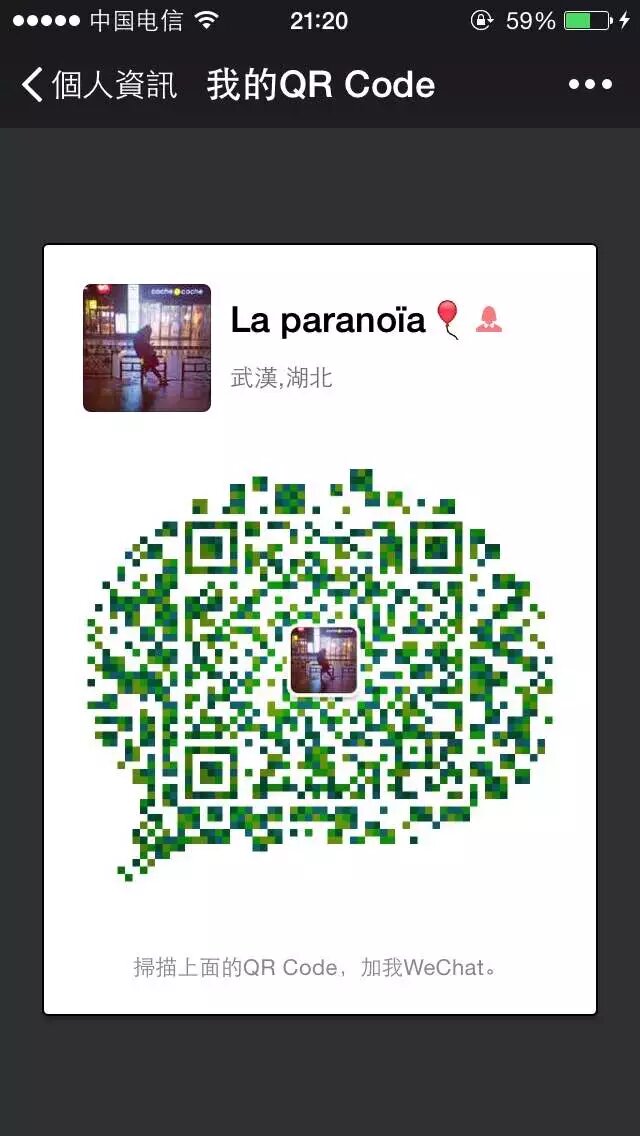 中国电信 21:20 59%
個人資訊 我的QR Code
cache cache
La paranoïa
武漢,湖北
掃描上面的QR Code，加我WeChat。